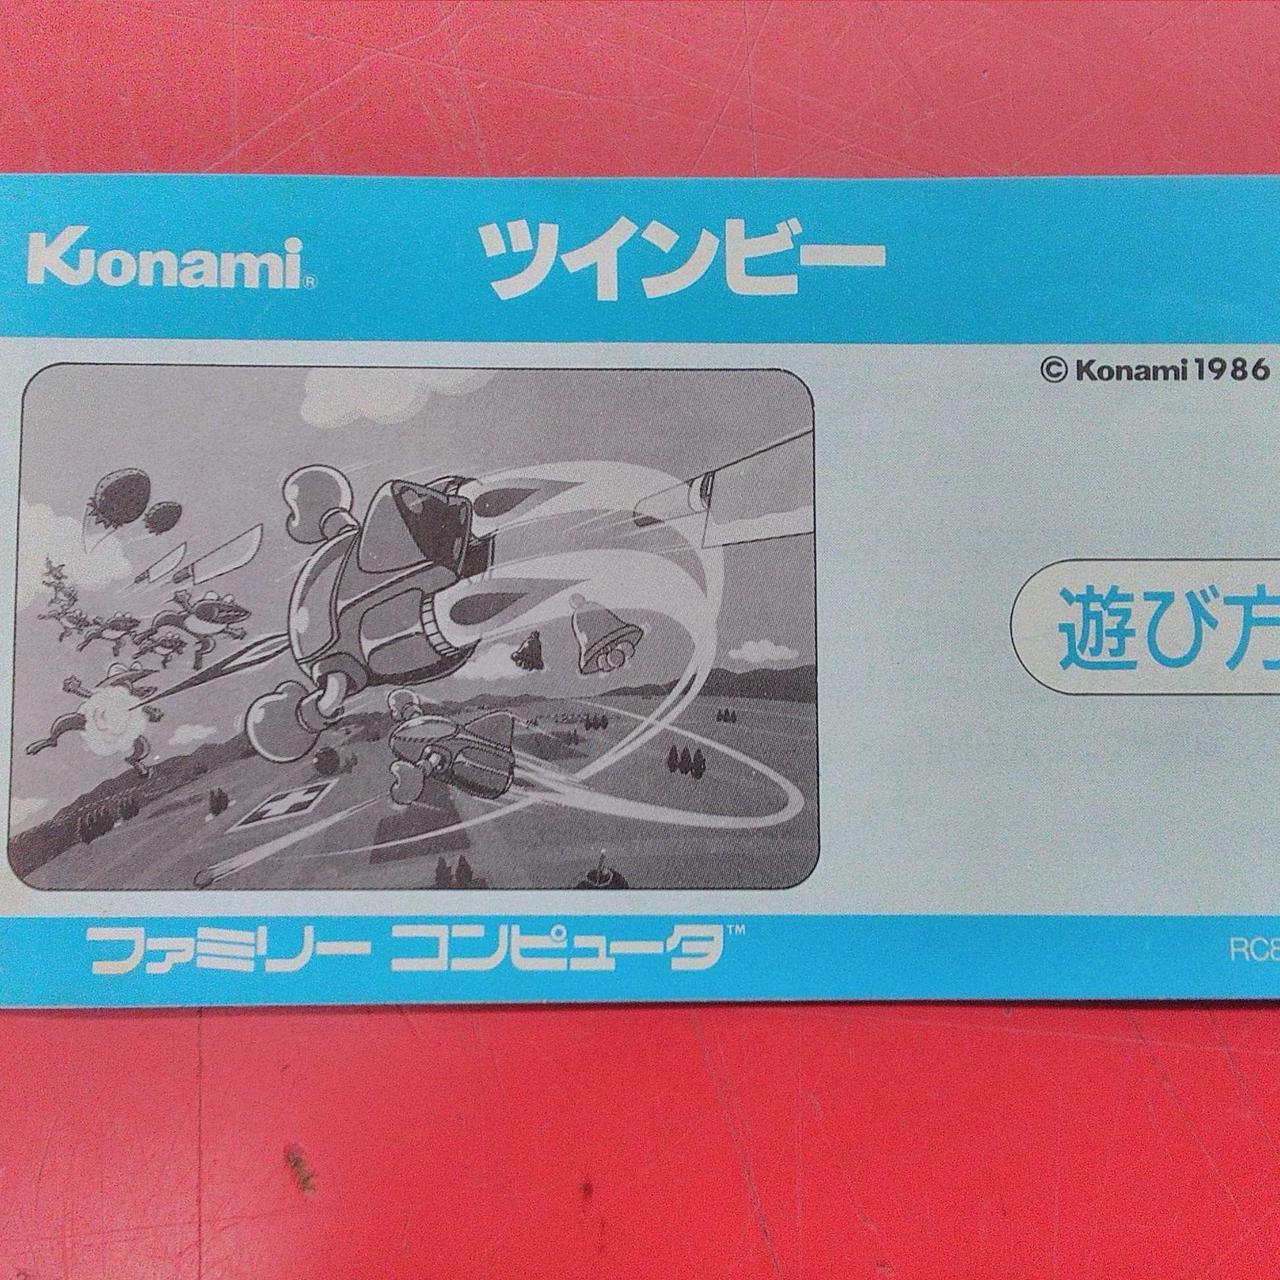 Konami®
ツインビー
© Konami 1986
遊び方
ファミリー コンピュータ™
RC8